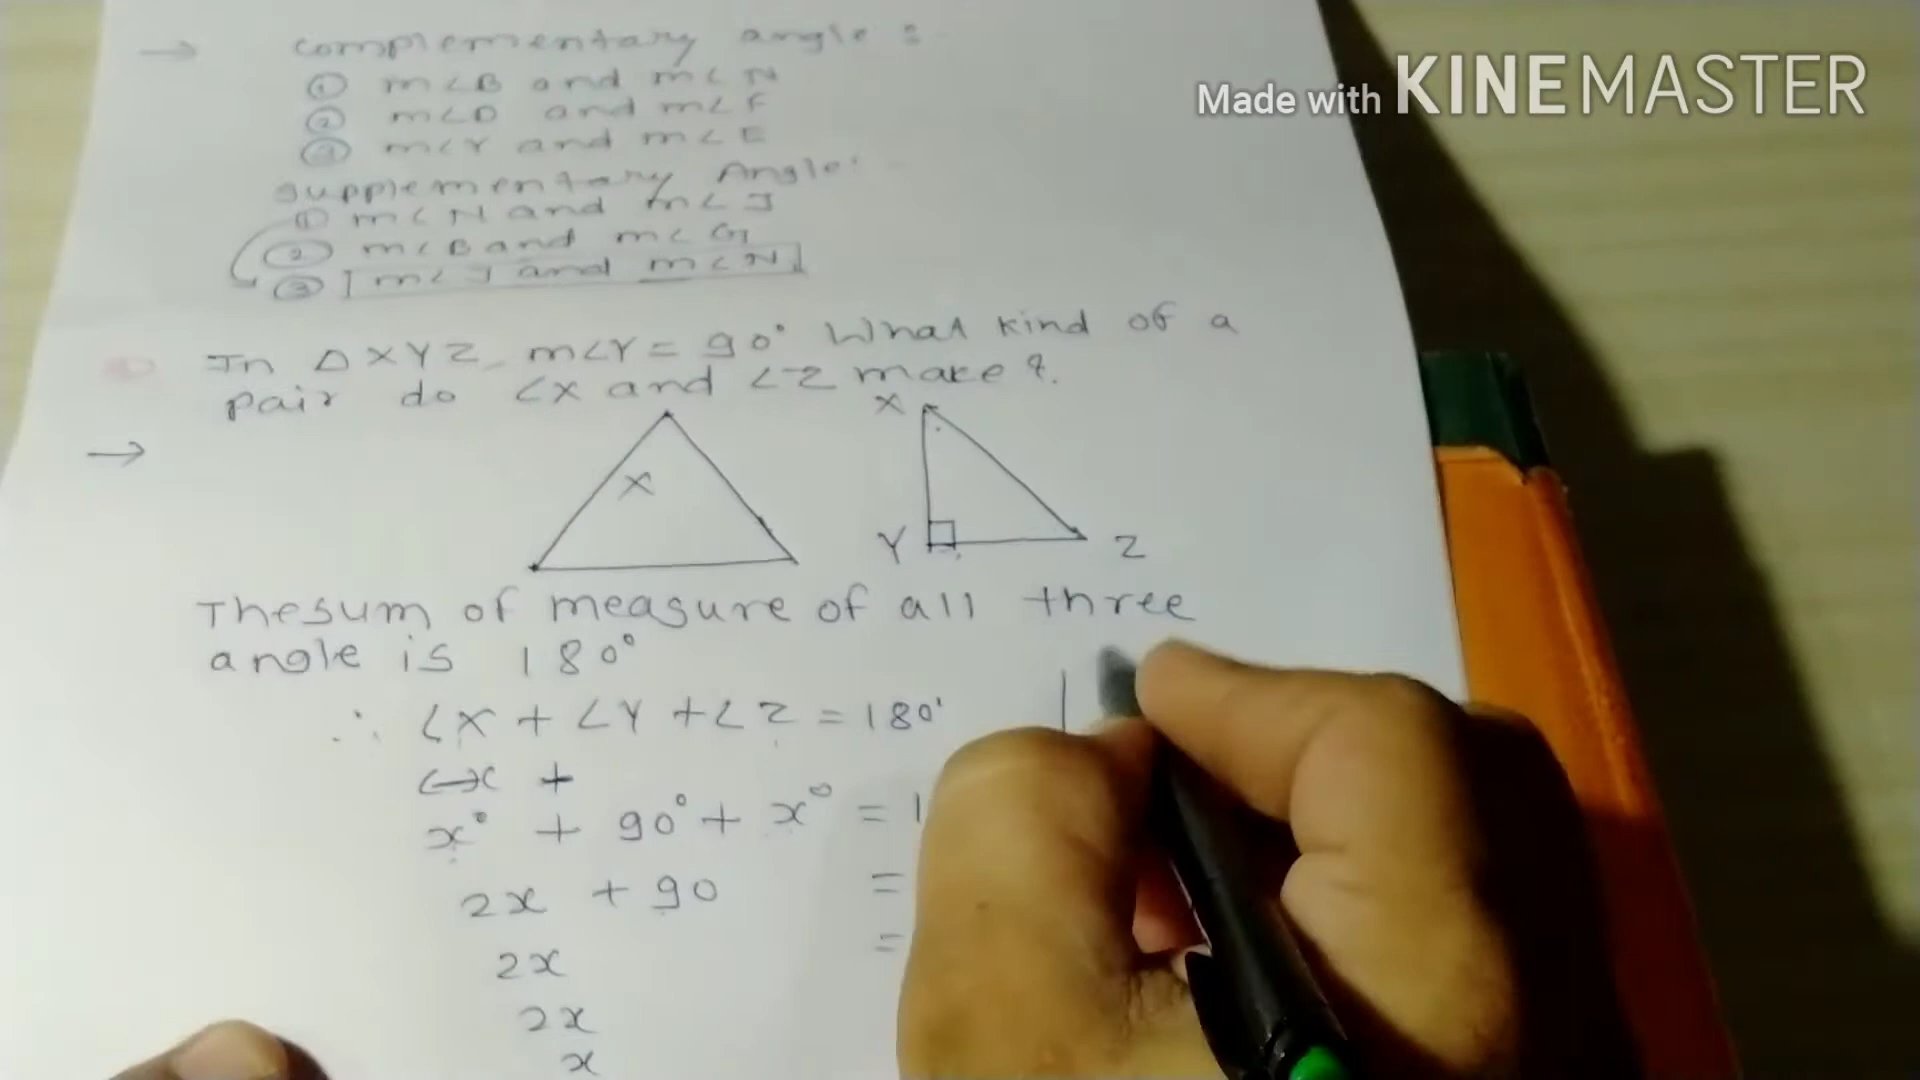 → complementary angle :
① m∠B and m∠N
② m∠D and m∠F
③ m∠Y and m∠E
supplementary Angle:
① m∠N and m∠J
② m∠B and m∠G
③ m∠J and m∠N
Made with KINEMASTER
In △XYZ m∠Y = 90° What kind of a
pair do ∠X and ∠Z make ?
→
X
X
Y
Z
Thesum of measure of all three
angle is 180°
∴ ∠X + ∠Y + ∠Z = 180°
x° + 90° + x° = 1
2x + 90 =
2x =
2x
x